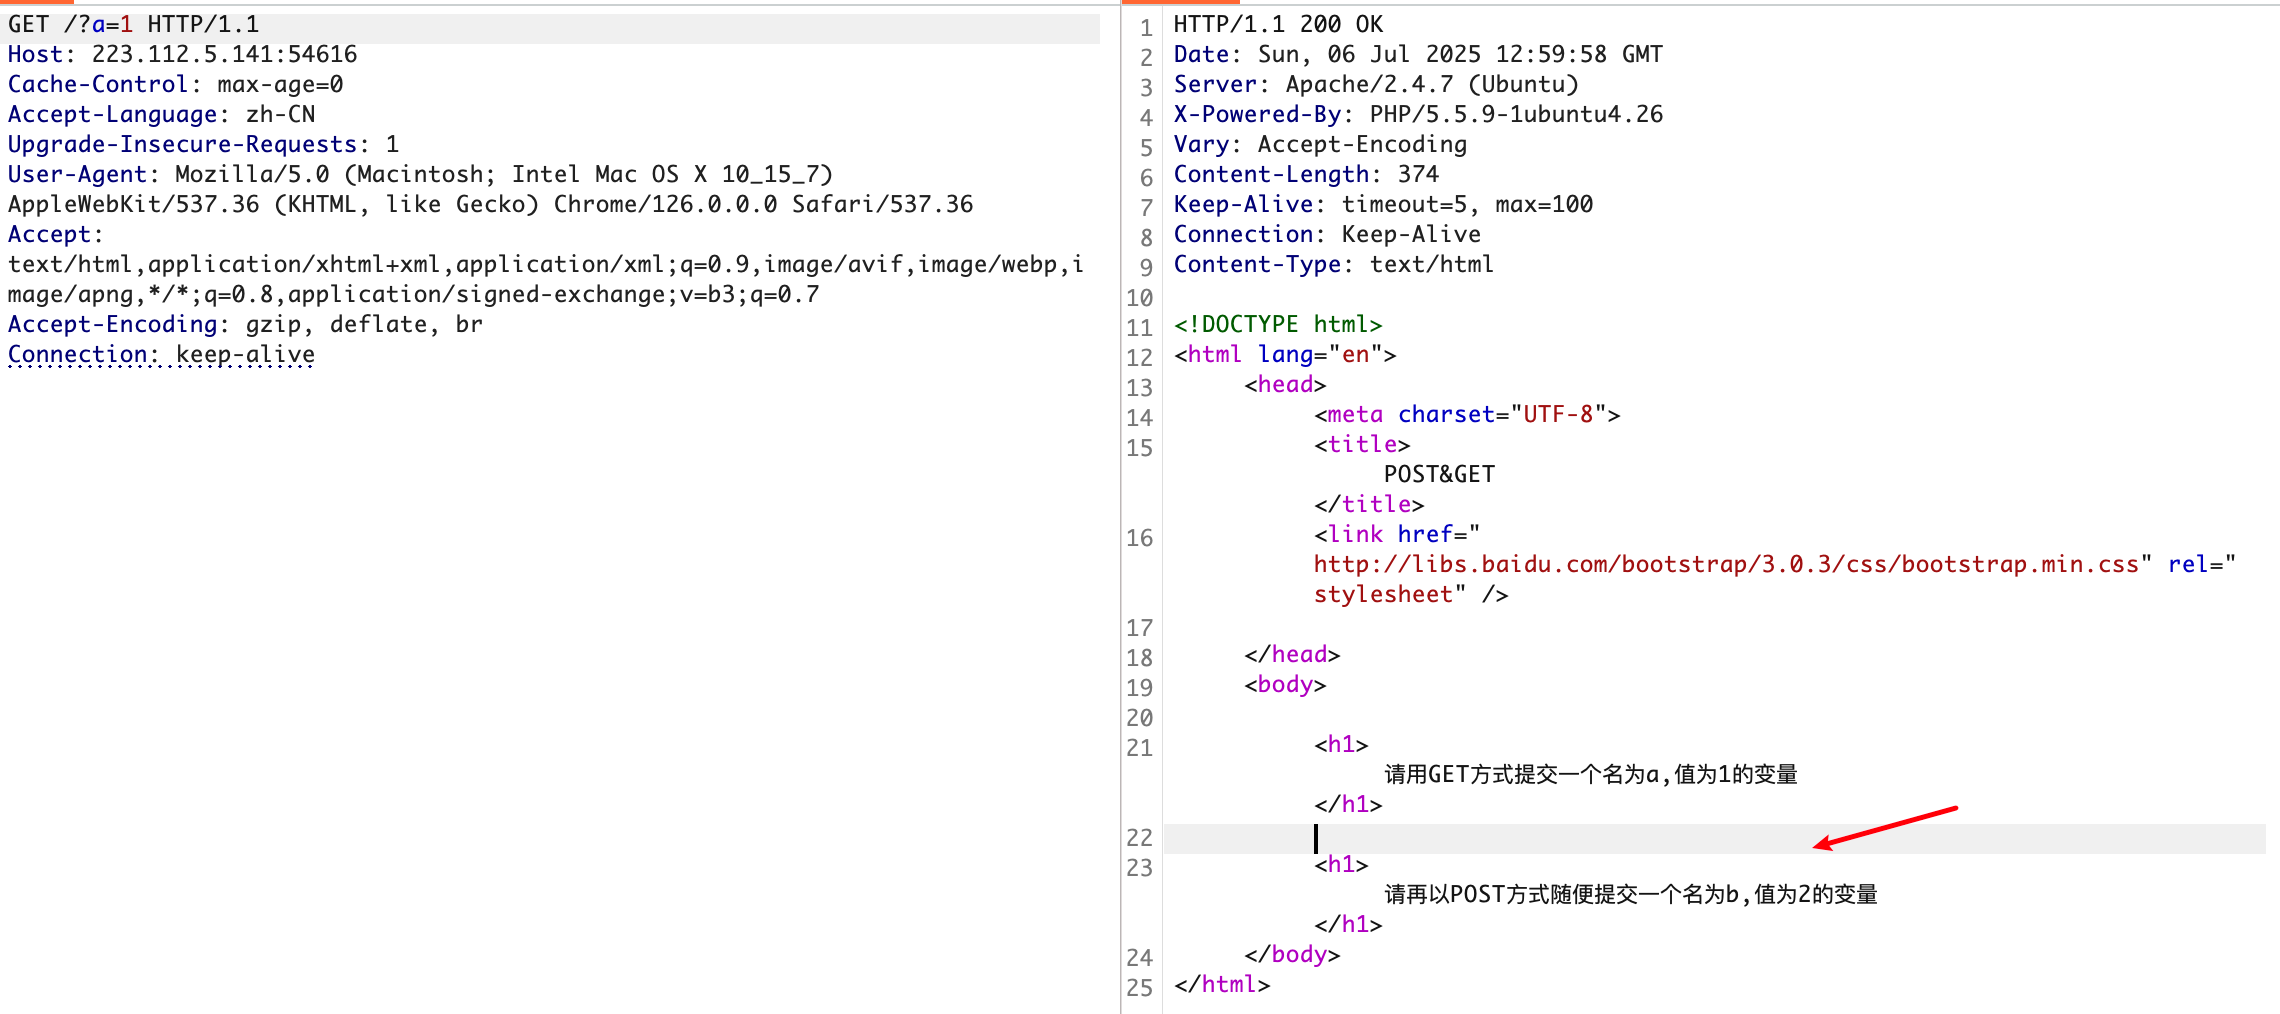 GET /?a=1 HTTP/1.1
Host: 223.112.5.141:54616
Cache-Control: max-age=0
Accept-Language: zh-CN
Upgrade-Insecure-Requests: 1
User-Agent: Mozilla/5.0 (Macintosh; Intel Mac OS X 10_15_7)
AppleWebKit/537.36 (KHTML, like Gecko) Chrome/126.0.0.0 Safari/537.36
Accept:
text/html,application/xhtml+xml,application/xml;q=0.9,image/avif,image/webp,i
mage/apng,*/*;q=0.8,application/signed-exchange;v=b3;q=0.7
Accept-Encoding: gzip, deflate, br
Connection: keep-alive
1 HTTP/1.1 200 OK
2 Date: Sun, 06 Jul 2025 12:59:58 GMT
3 Server: Apache/2.4.7 (Ubuntu)
4 X-Powered-By: PHP/5.5.9-1ubuntu4.26
5 Vary: Accept-Encoding
6 Content-Length: 374
7 Keep-Alive: timeout=5, max=100
8 Connection: Keep-Alive
9 Content-Type: text/html
10
11 <!DOCTYPE html>
12 <html lang="en">
13 <head>
14 <meta charset="UTF-8">
15 <title>
POST&GET
</title>
16 <link href="
http://libs.baidu.com/bootstrap/3.0.3/css/bootstrap.min.css" rel="
stylesheet" />
17
18 </head>
19 <body>
20
21 <h1>
请用GET方式提交一个名为a,值为1的变量
</h1>
22
23 <h1>
请再以POST方式随便提交一个名为b,值为2的变量
</h1>
24 </body>
25 </html>